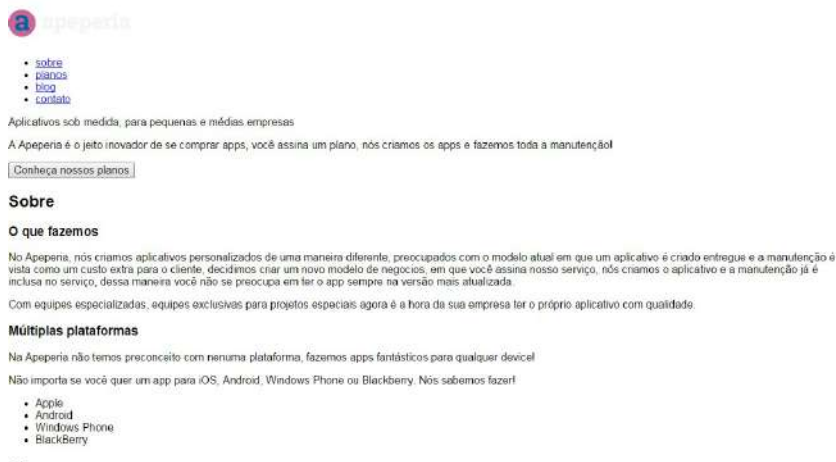 a apeperia
sobre
planos
blog
contato
Aplicativos sob medida, para pequenas e médias empresas
A Apeperia é o jeito inovador de se comprar apps, você assina um plano, nós criamos os apps e fazemos toda a manutenção!
Conheça nossos planos
Sobre
O que fazemos
No Apeperia, nós criamos aplicativos personalizados de uma maneira diferente, preocupados com o modelo atual em que um aplicativo é criado entregue e a manutenção é
vista como um custo extra para o cliente, decidimos criar um novo modelo de negocios, em que você assina nosso serviço, nós criamos o aplicativo e a manutenção já é
inclusa no serviço, dessa maneira você não se preocupa em ter o app sempre na versão mais atualizada.
Com equipes especializadas, equipes exclusivas para projetos especiais agora é a hora da sua empresa ter o próprio aplicativo com qualidade.
Múltiplas plataformas
Na Apeperia não temos preconceito com nenuma plataforma, fazemos apps fantásticos para qualquer device!
Não importa se você quer um app para iOS, Android, Windows Phone ou Blackberry. Nós sabemos fazer!
Apple
Android
Windows Phone
BlackBerry